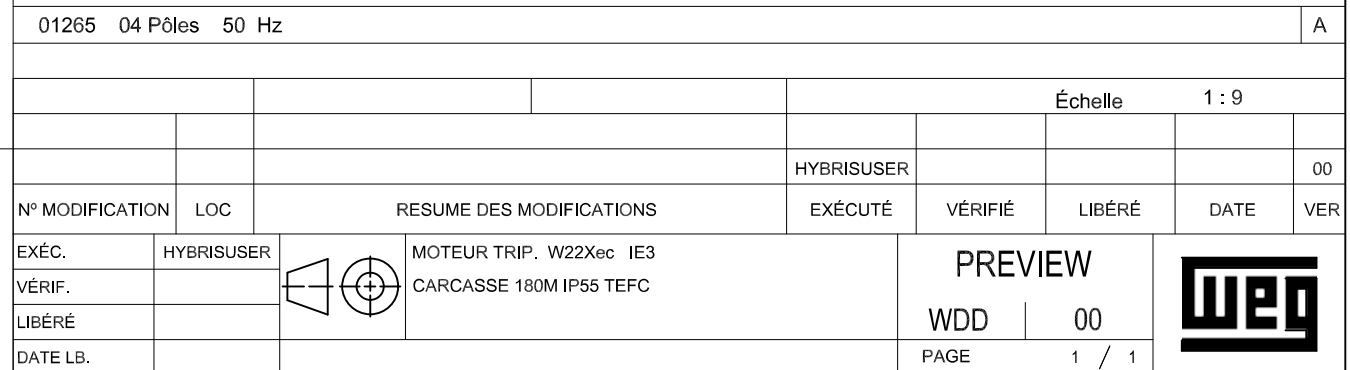 01265 04 Pôles 50 Hz A
Échelle 1 : 9
HYBRISUSER 00
Nº MODIFICATION LOC RESUME DES MODIFICATIONS EXÉCUTÉ VÉRIFIÉ LIBÉRÉ DATE VER
EXÉC. HYBRISUSER MOTEUR TRIP. W22Xec IE3 PREVIEW
VÉRIF. CARCASSE 180M IP55 TEFC
LIBÉRÉ WDD 00 weg
DATE LB. PAGE 1 / 1